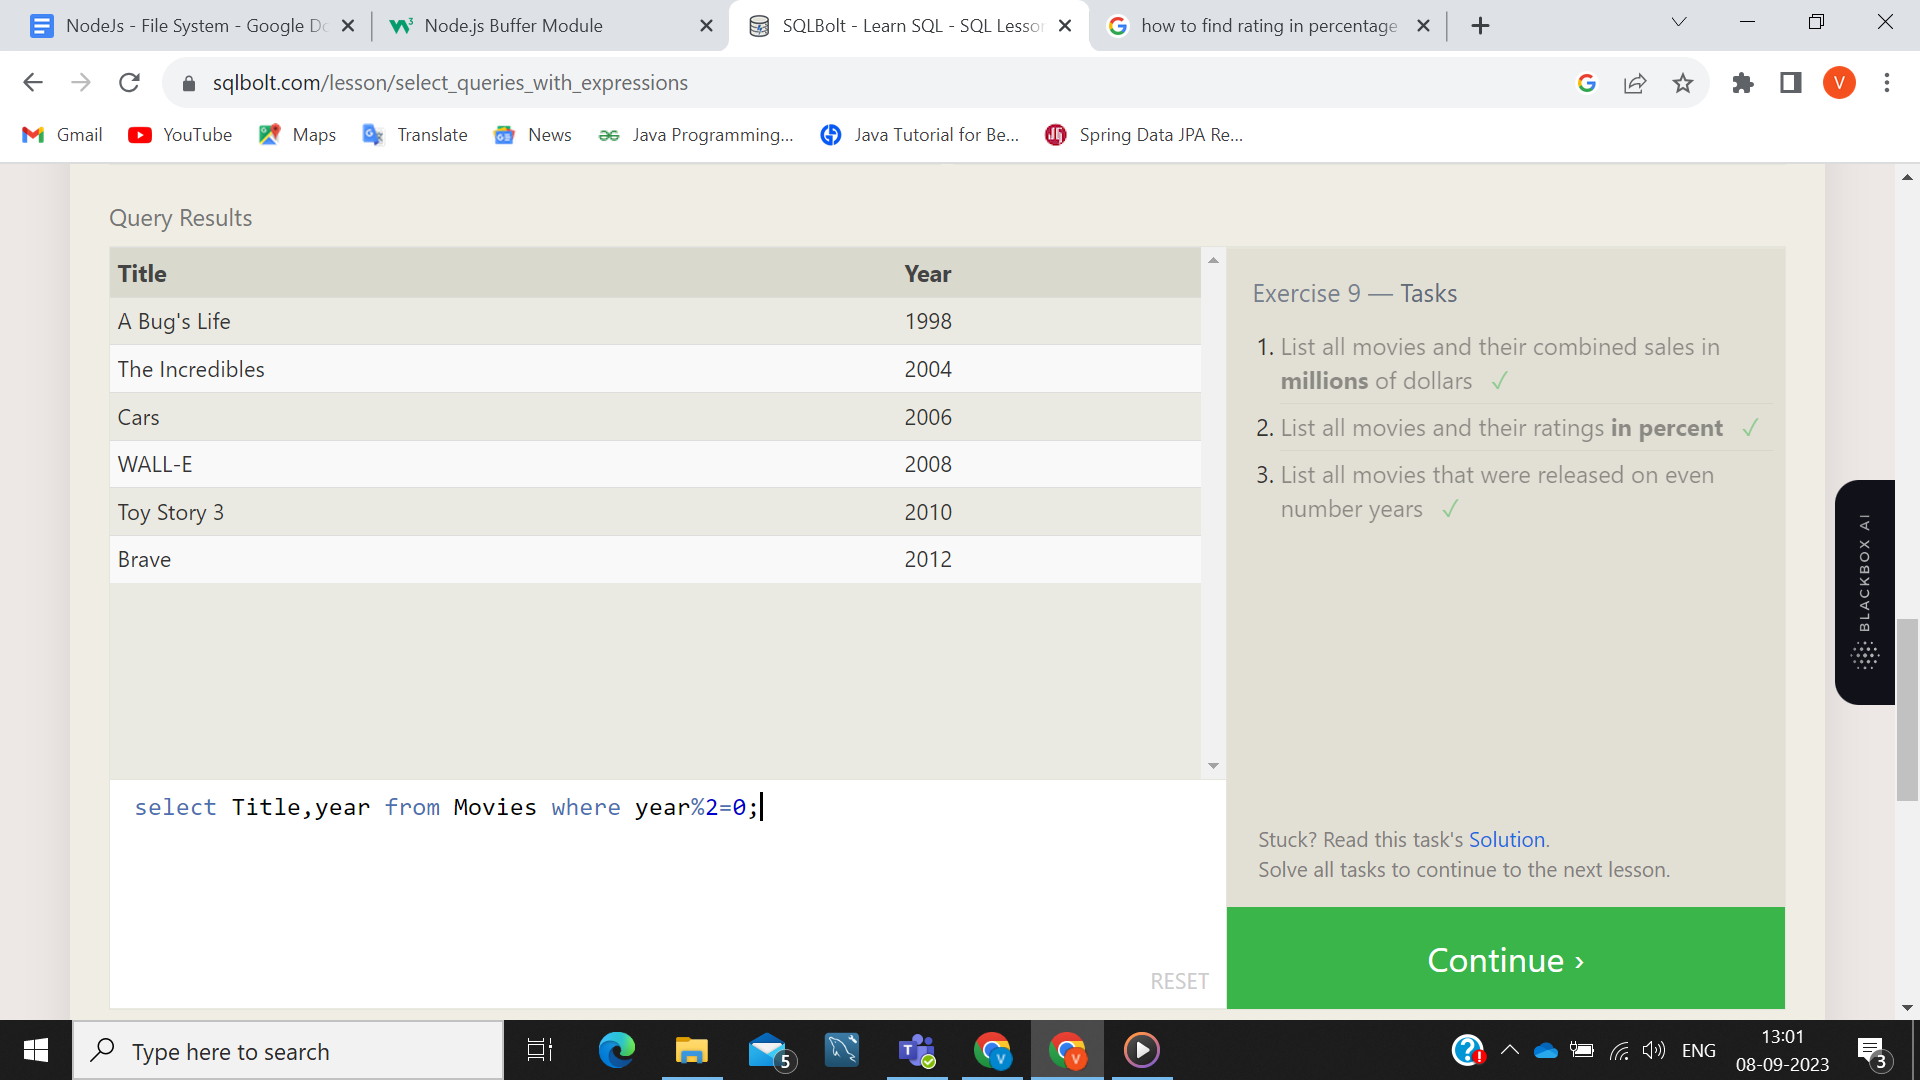 NodeJs - File System - Google Dc
Node.js Buffer Module
SQLBolt - Learn SQL - SQL Lesson
how to find rating in percentage
sqlbolt.com/lesson/select_queries_with_expressions
V
Gmail
YouTube
Maps
Translate
News
Java Programming...
Java Tutorial for Be...
Spring Data JPA Re...
Query Results
Title Year
A Bug's Life 1998
The Incredibles 2004
Cars 2006
WALL-E 2008
Toy Story 3 2010
Brave 2012
select Title,year from Movies where year%2=0;
RESET
Exercise 9 — Tasks
1. List all movies and their combined sales in
millions of dollars ✓
2. List all movies and their ratings in percent ✓
3. List all movies that were released on even
number years ✓
Stuck? Read this task's Solution.
Solve all tasks to continue to the next lesson.
Continue ›
BLACKBOX AI
Type here to search
5
ENG
13:01
08-09-2023
3